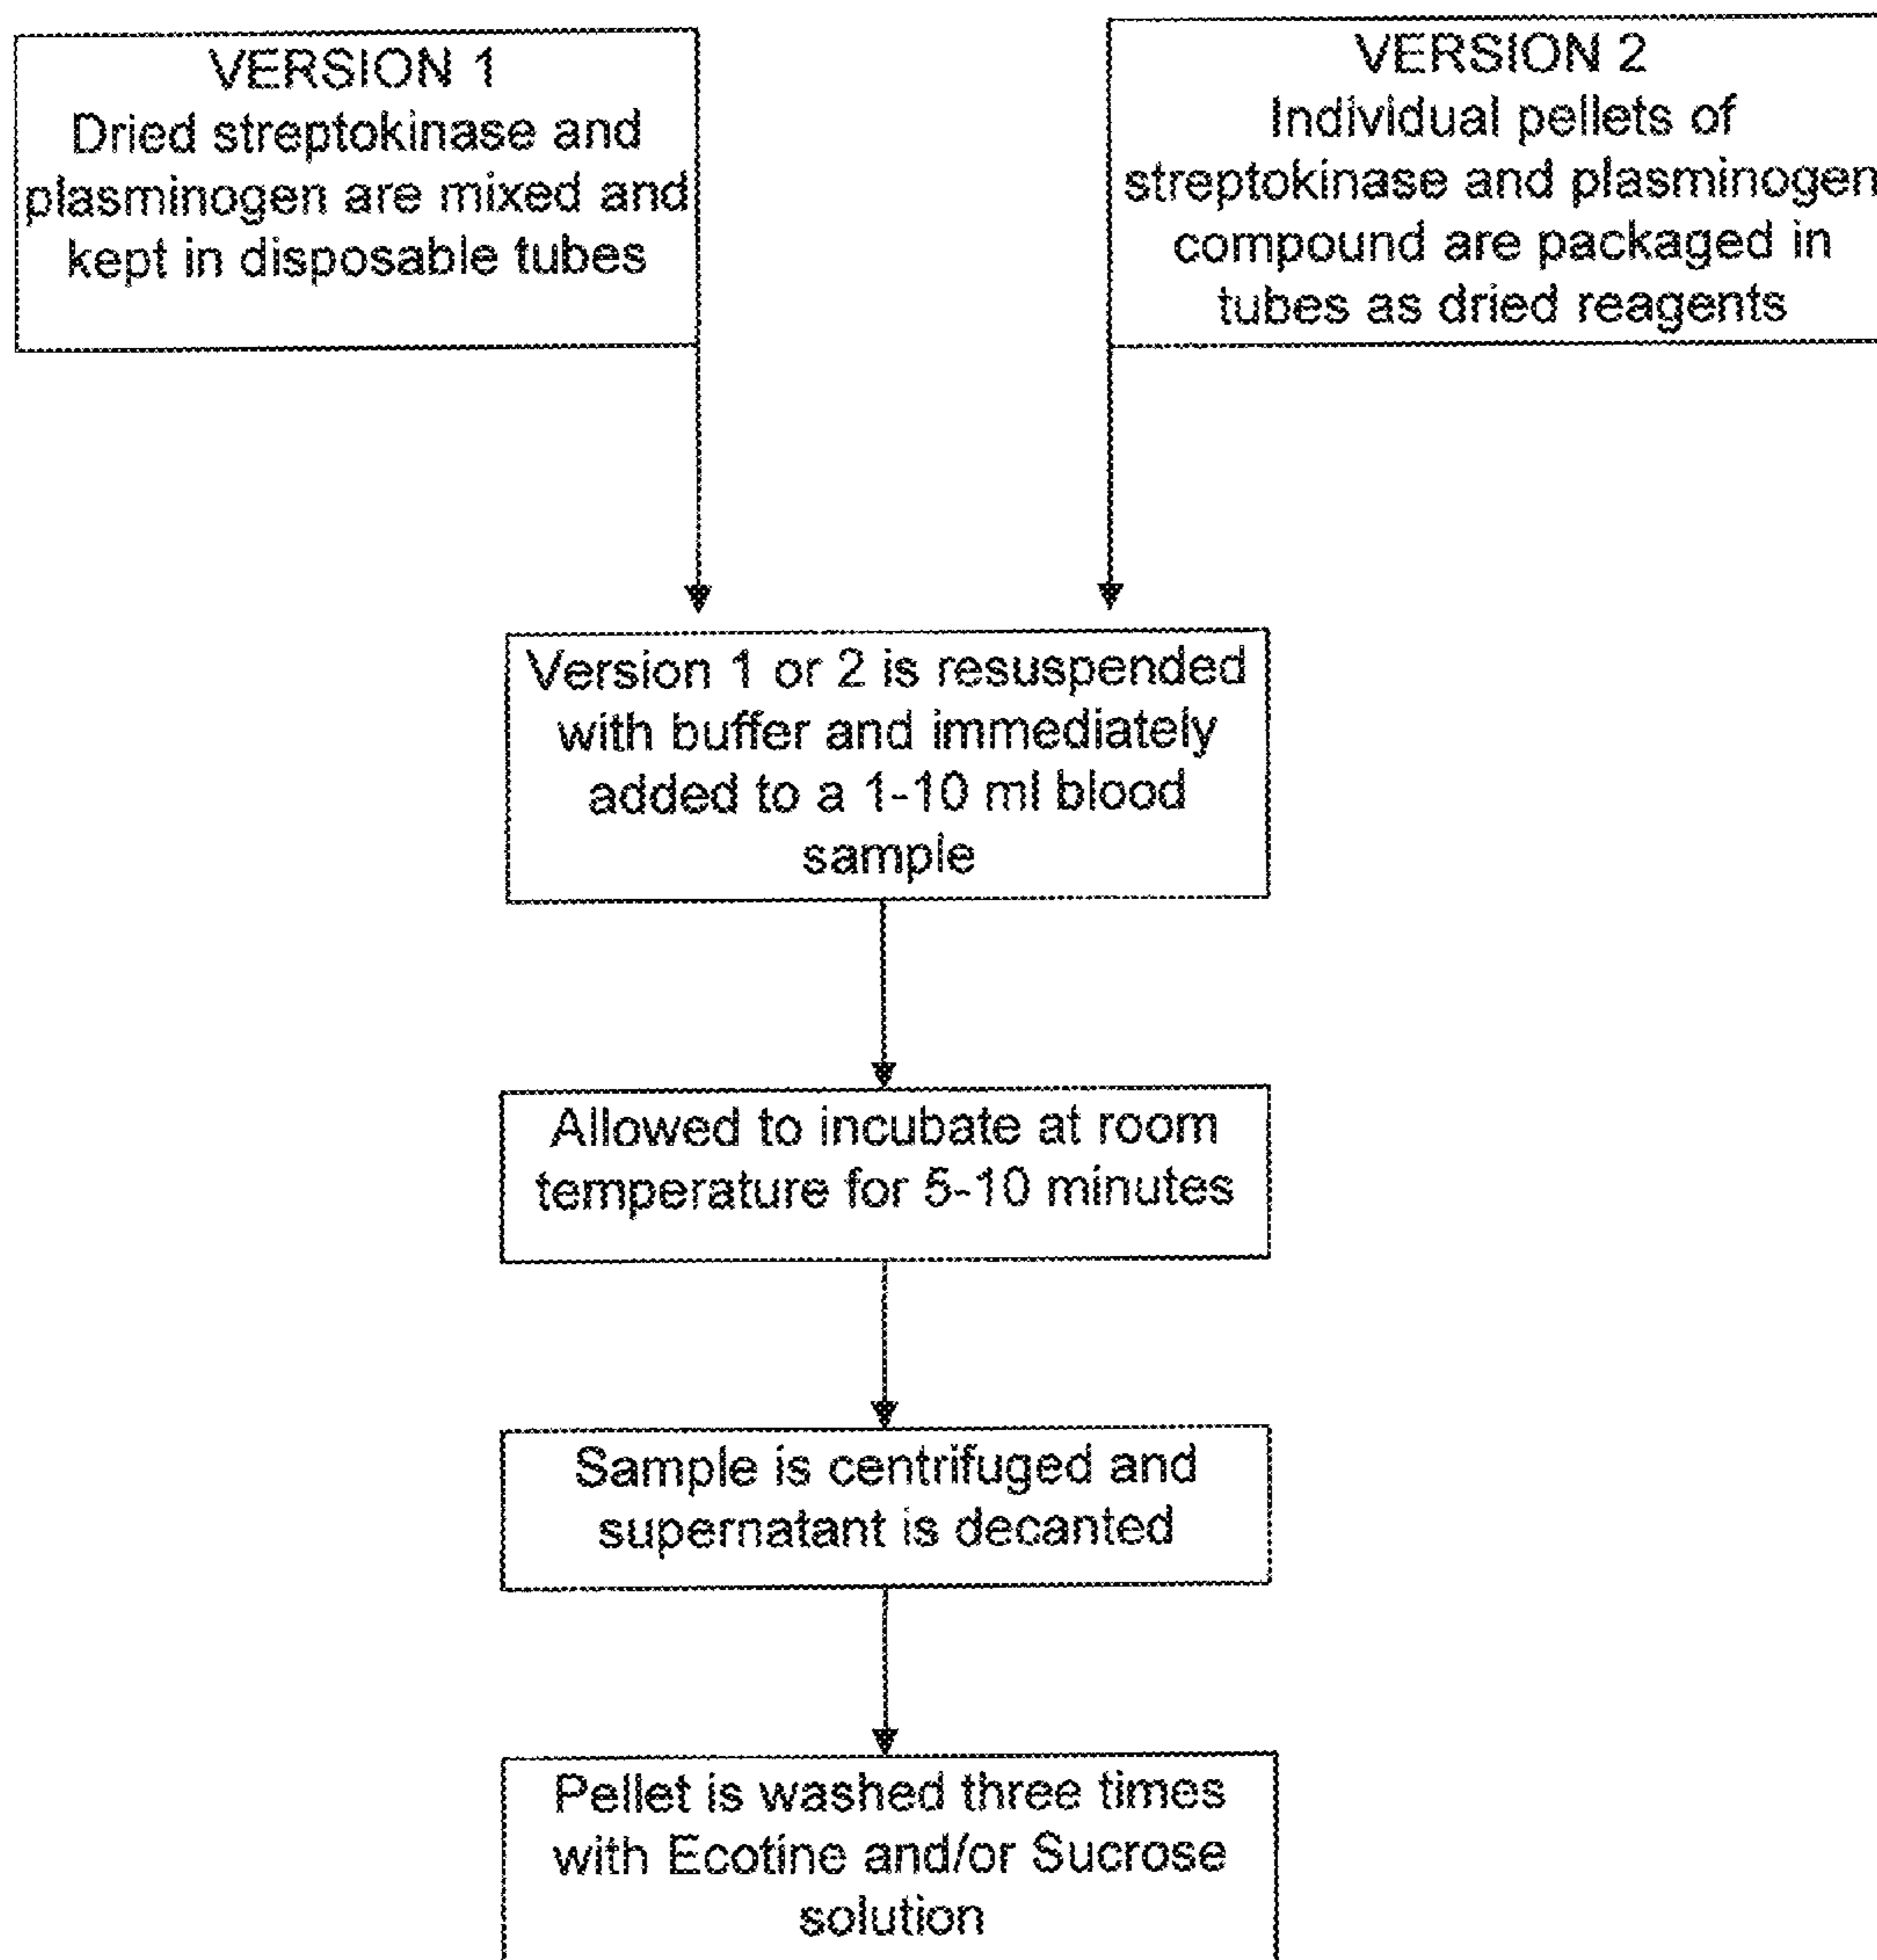 VERSION 1
Dried streptokinase and
plasminogen are mixed and
kept in disposable tubes
VERSION 2
Individual pellets of
streptokinase and plasminogen
compound are packaged in
tubes as dried reagents
Version 1 or 2 is resuspended
with buffer and immediately
added to a 1-10 ml blood
sample
Allowed to incubate at room
temperature for 5-10 minutes
Sample is centrifuged and
supernatant is decanted
Pellet is washed three times
with Ecotine and/or Sucrose
solution